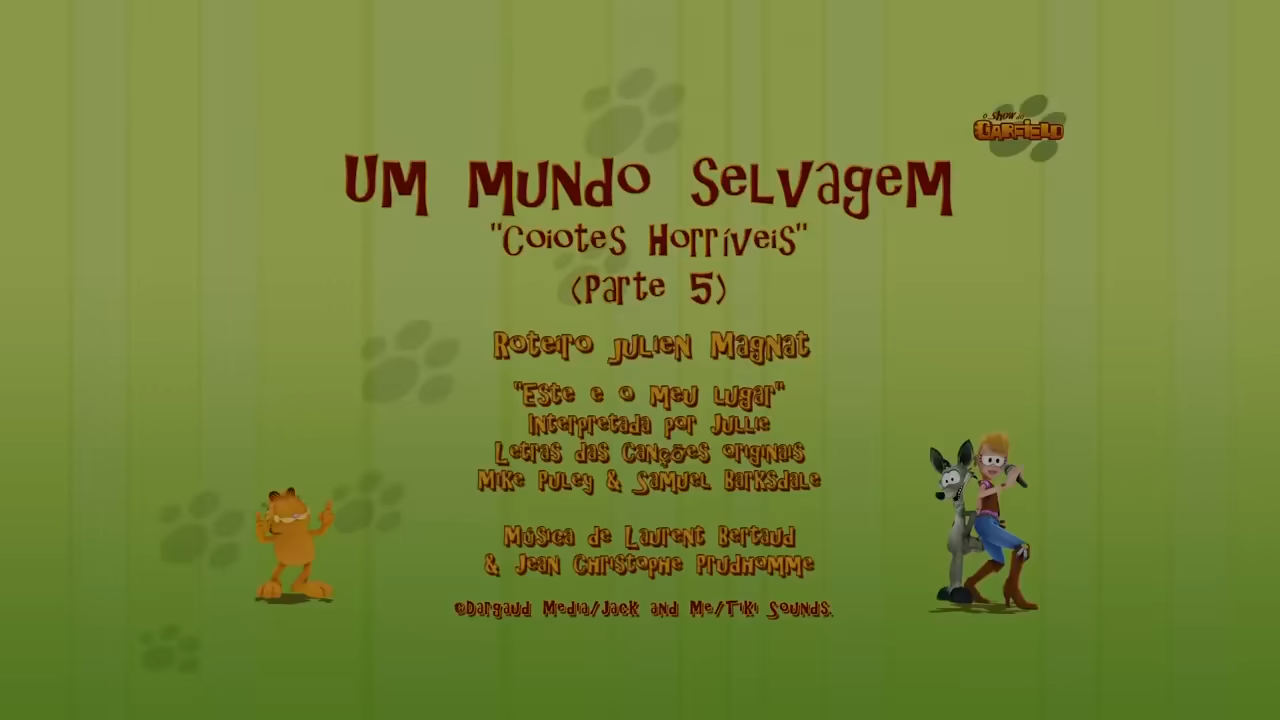 O Show do
GARFIELD
Um Mundo Selvagem
"Coiotes Horríveis"
(Parte 5)
Roteiro Julien Magnat
"Este e o Meu Lugar"
Interpretada por Jullie
Letras das Canções originais
Mike Puley & Samuel Barksdale
Música de Laurent Bertaud
& Jean Christophe Prudhomme
©Dargaud Media/Jack and Me/Tiki Sounds.